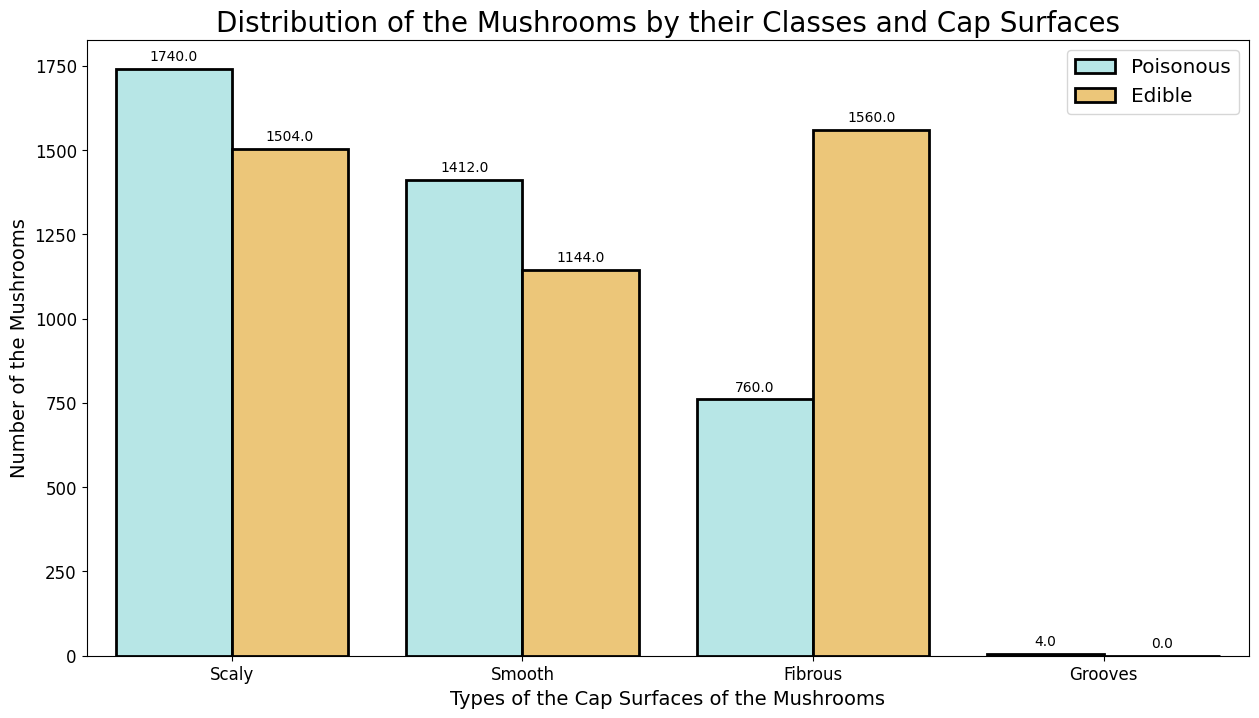 Distribution of the Mushrooms by their Classes and Cap Surfaces
Poisonous
Edible
Number of the Mushrooms
1750
1500
1250
1000
750
500
250
0
1740.0
1504.0
1412.0
1144.0
760.0
1560.0
4.0
0.0
Scaly
Smooth
Fibrous
Grooves
Types of the Cap Surfaces of the Mushrooms